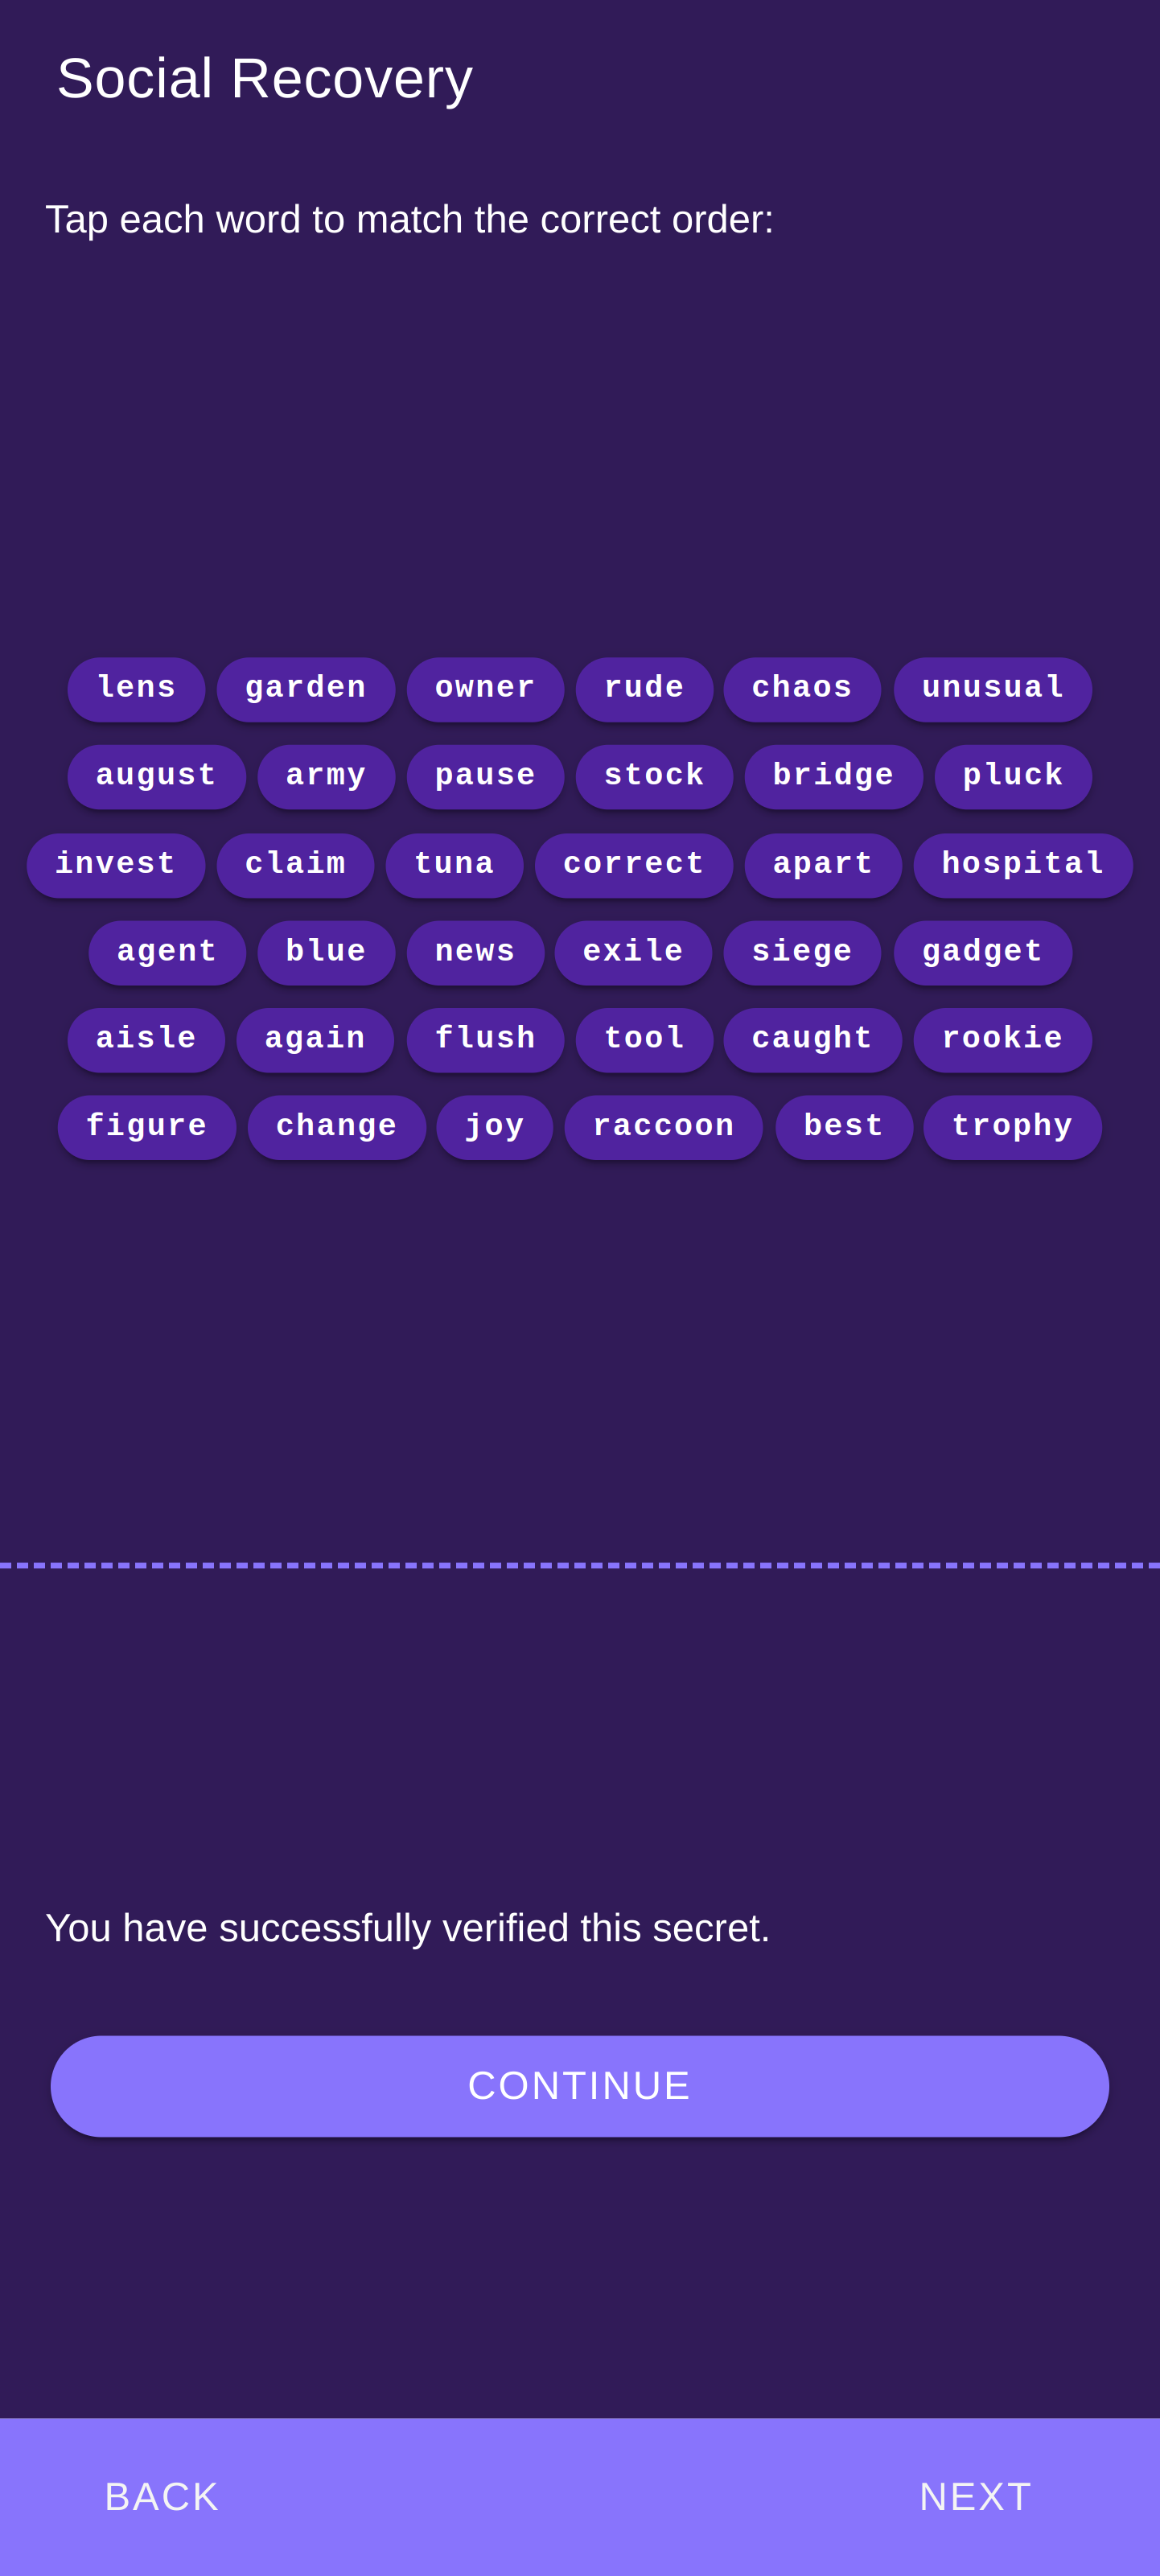 Social Recovery
Tap each word to match the correct order:
lens garden owner rude chaos unusual
august army pause stock bridge pluck
invest claim tuna correct apart hospital
agent blue news exile siege gadget
aisle again flush tool caught rookie
figure change joy raccoon best trophy
You have successfully verified this secret.
CONTINUE
BACK NEXT